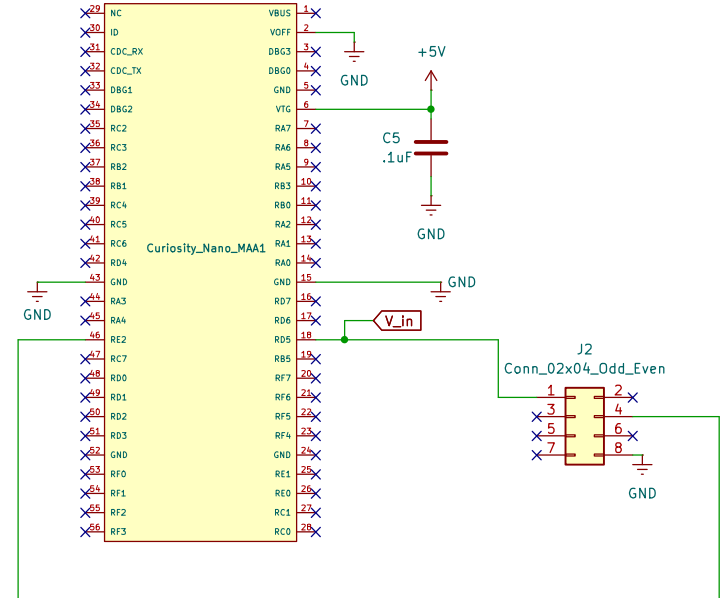 29 NC VBUS 1
30 ID VOFF 2
31 CDC_RX DBG3 3
32 CDC_TX DBG0 4
33 DBG1 GND 5
34 DBG2 VTG 6
35 RC2 RA7 7
36 RC3 RA6 8
37 RB2 RA5 9
38 RB1 RB3 10
39 RC4 RB0 11
40 RC5 RA2 12
41 RC6 RA1 13
42 RD4 RA0 14
43 GND GND 15
44 RA3 RD7 16
45 RA4 RD6 17
46 RE2 RD5 18
47 RC7 RB5 19
48 RD0 RF7 20
49 RD1 RF6 21
50 RD2 RF5 22
51 RD3 RF4 23
52 GND GND 24
53 RF0 RE1 25
54 RF1 RE0 26
55 RF2 RC1 27
56 RF3 RC0 28
Curiosity_Nano_MAA1
GND
GND
+5V
C5
.1uF
GND
GND
V_in
J2
Conn_02x04_Odd_Even
1 2
3 4
5 6
7 8
GND